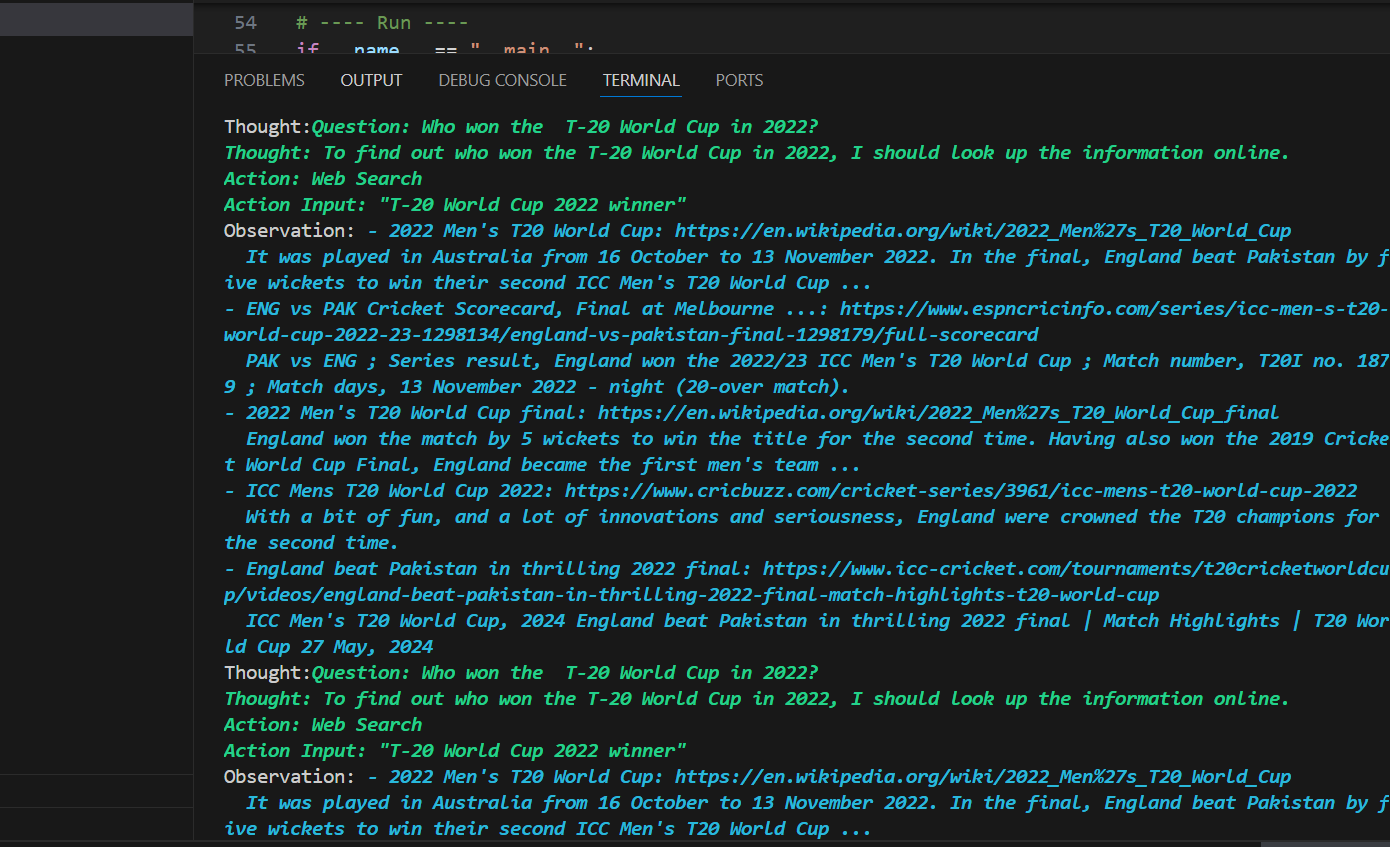 54 # ---- Run ----
55 if __name__ == "__main__":
PROBLEMS OUTPUT DEBUG CONSOLE TERMINAL PORTS
Thought:Question: Who won the  T-20 World Cup in 2022?
Thought: To find out who won the T-20 World Cup in 2022, I should look up the information online.
Action: Web Search
Action Input: "T-20 World Cup 2022 winner"
Observation: - 2022 Men's T20 World Cup: https://en.wikipedia.org/wiki/2022_Men%27s_T20_World_Cup
  It was played in Australia from 16 October to 13 November 2022. In the final, England beat Pakistan by f
ive wickets to win their second ICC Men's T20 World Cup ...
- ENG vs PAK Cricket Scorecard, Final at Melbourne ...: https://www.espncricinfo.com/series/icc-men-s-t20-
world-cup-2022-23-1298134/england-vs-pakistan-final-1298179/full-scorecard
  PAK vs ENG ; Series result, England won the 2022/23 ICC Men's T20 World Cup ; Match number, T20I no. 187
9 ; Match days, 13 November 2022 - night (20-over match).
- 2022 Men's T20 World Cup final: https://en.wikipedia.org/wiki/2022_Men%27s_T20_World_Cup_final
  England won the match by 5 wickets to win the title for the second time. Having also won the 2019 Cricke
t World Cup Final, England became the first men's team ...
- ICC Mens T20 World Cup 2022: https://www.cricbuzz.com/cricket-series/3961/icc-mens-t20-world-cup-2022
  With a bit of fun, and a lot of innovations and seriousness, England were crowned the T20 champions for
the second time.
- England beat Pakistan in thrilling 2022 final: https://www.icc-cricket.com/tournaments/t20cricketworldcu
p/videos/england-beat-pakistan-in-thrilling-2022-final-match-highlights-t20-world-cup
  ICC Men's T20 World Cup, 2024 England beat Pakistan in thrilling 2022 final | Match Highlights | T20 Wor
ld Cup 27 May, 2024
Thought:Question: Who won the  T-20 World Cup in 2022?
Thought: To find out who won the T-20 World Cup in 2022, I should look up the information online.
Action: Web Search
Action Input: "T-20 World Cup 2022 winner"
Observation: - 2022 Men's T20 World Cup: https://en.wikipedia.org/wiki/2022_Men%27s_T20_World_Cup
  It was played in Australia from 16 October to 13 November 2022. In the final, England beat Pakistan by f
ive wickets to win their second ICC Men's T20 World Cup ...